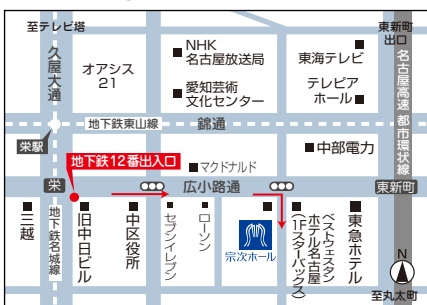 至テレビ塔
東新町
出口
久屋大通
オアシス
21
NHK
名古屋放送局
東海テレビ
愛知芸術
文化センター
テレピア
ホール
名古屋高速 都市環状線
地下鉄東山線
錦通
栄駅
中部電力
地下鉄12番出入口
マクドナルド
栄
広小路通
東新町
三越
地下鉄名城線
旧中日ビル
中区役所
セブンイレブン
ローソン
宗次ホール
ベストウェスタン
ホテル名古屋
(1Fスターバックス)
東急ホテル
N
至丸太町